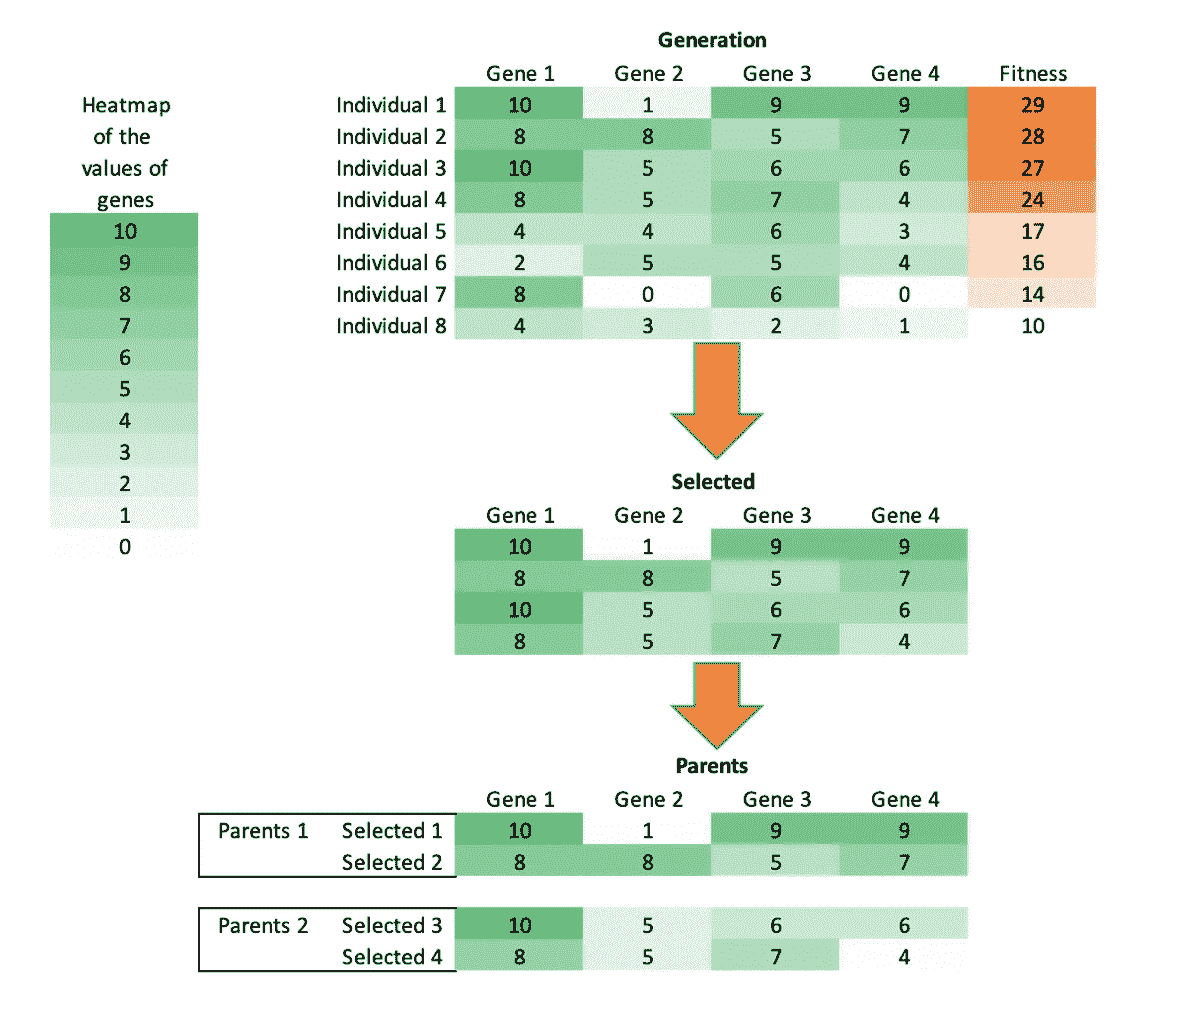 Generation
Gene 1 Gene 2 Gene 3 Gene 4 Fitness
Heatmap
of the
values of
genes
10
9
8
7
6
5
4
3
2
1
0
Individual 1 10 1 9 9 29
Individual 2 8 8 5 7 28
Individual 3 10 5 6 6 27
Individual 4 8 5 7 4 24
Individual 5 4 4 6 3 17
Individual 6 2 5 5 4 16
Individual 7 8 0 6 0 14
Individual 8 4 3 2 1 10
Selected
Gene 1 Gene 2 Gene 3 Gene 4
10 1 9 9
8 8 5 7
10 5 6 6
8 5 7 4
Parents
Gene 1 Gene 2 Gene 3 Gene 4
Parents 1 Selected 1 10 1 9 9
Selected 2 8 8 5 7
Parents 2 Selected 3 10 5 6 6
Selected 4 8 5 7 4